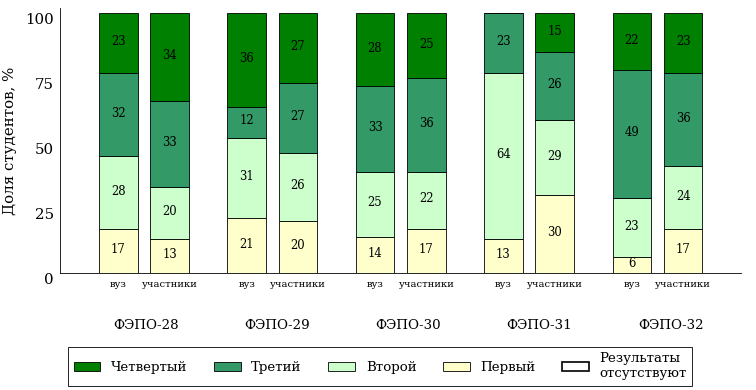 Доля студентов, %
100
75
50
25
0
23 34 36 27 28 25 23 15 22 23
32 33 12 27 33 36 64 26 49 36
28 20 31 26 25 22 13 29 23 24
17 13 21 20 14 17 30 6 17
вуз участники вуз участники вуз участники вуз участники вуз участники
ФЭПО-28 ФЭПО-29 ФЭПО-30 ФЭПО-31 ФЭПО-32
Четвертый Третий Второй Первый Результаты
отсутствуют